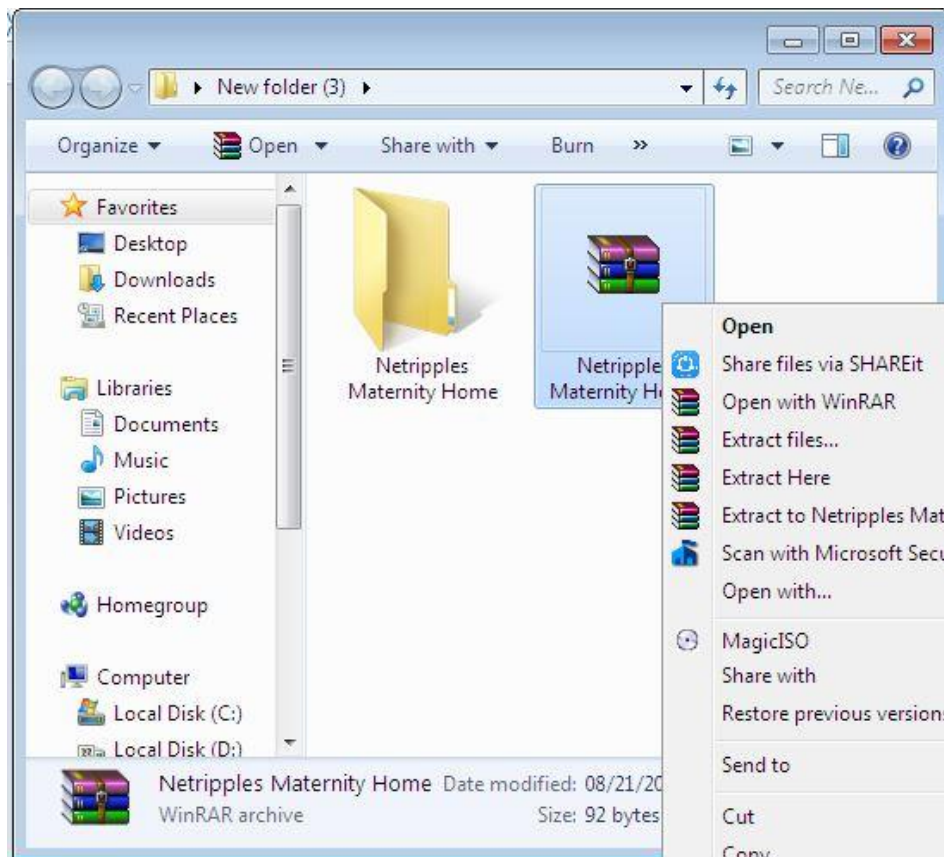 New folder (3)
Search Ne...
Organize
Open
Share with
Burn
»
Favorites
Desktop
Downloads
Recent Places
Libraries
Documents
Music
Pictures
Videos
Homegroup
Computer
Local Disk (C:)
Local Disk (D:)
Netripples
Maternity Home
Netripple
Maternity H
Open
Share files via SHAREit
Open with WinRAR
Extract files...
Extract Here
Extract to Netripples Mat
Scan with Microsoft Secu
Open with...
MagicISO
Share with
Restore previous versions
Send to
Cut
Copy
Netripples Maternity Home Date modified: 08/21/20
WinRAR archive Size: 92 bytes